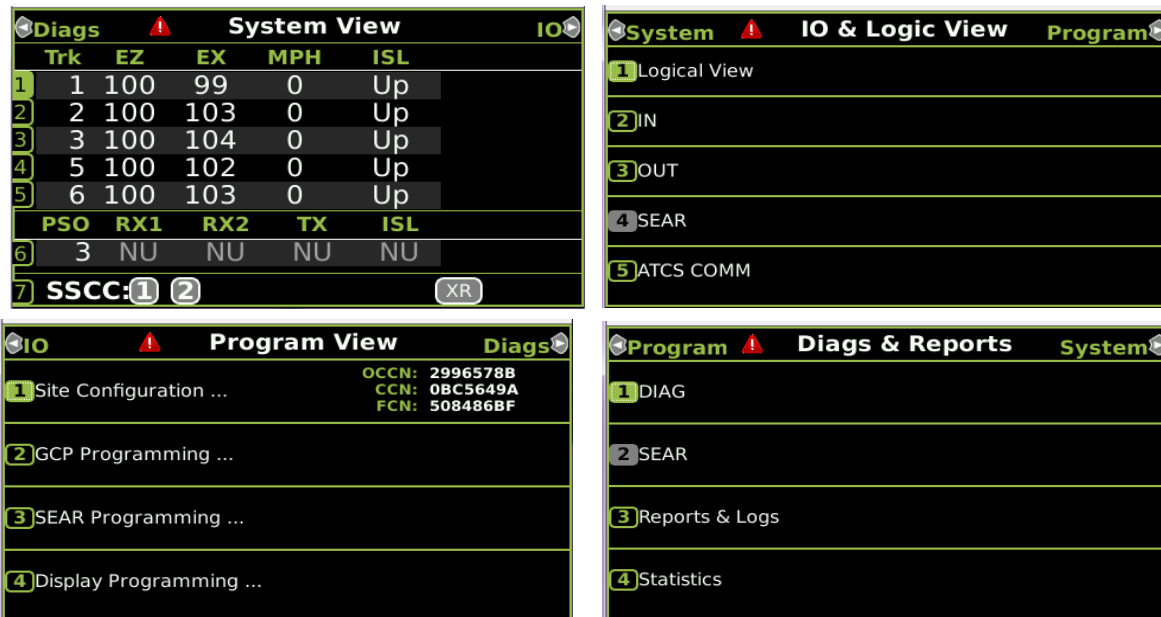 Diags System View IO
Trk EZ EX MPH ISL
1 1 100 99 0 Up
2 2 100 103 0 Up
3 3 100 104 0 Up
4 5 100 102 0 Up
5 6 100 103 0 Up
PSO RX1 RX2 TX ISL
6 3 NU NU NU NU
7 SSCC: 1 2 XR
System IO & Logic View Program
1 Logical View
2 IN
3 OUT
4 SEAR
5 ATCS COMM
IO Program View Diags
1 Site Configuration ...
OCCN: 2996578B
CCN: 0BC5649A
FCN: 508486BF
2 GCP Programming ...
3 SEAR Programming ...
4 Display Programming ...
Program Diags & Reports System
1 DIAG
2 SEAR
3 Reports & Logs
4 Statistics